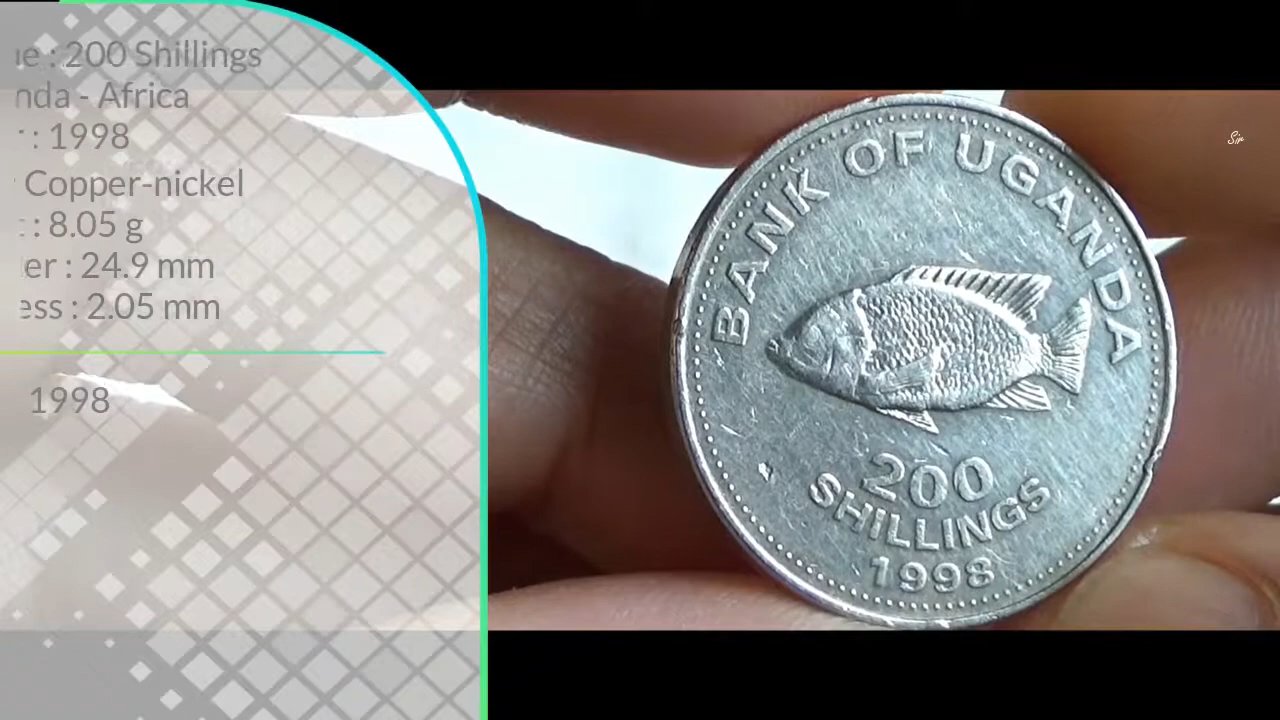 : 200 Shillings
nda - Africa
: 1998
Copper-nickel
: 8.05 g
er : 24.9 mm
ess : 2.05 mm
1998
BANK OF UGANDA
200
SHILLINGS
1998
Sir